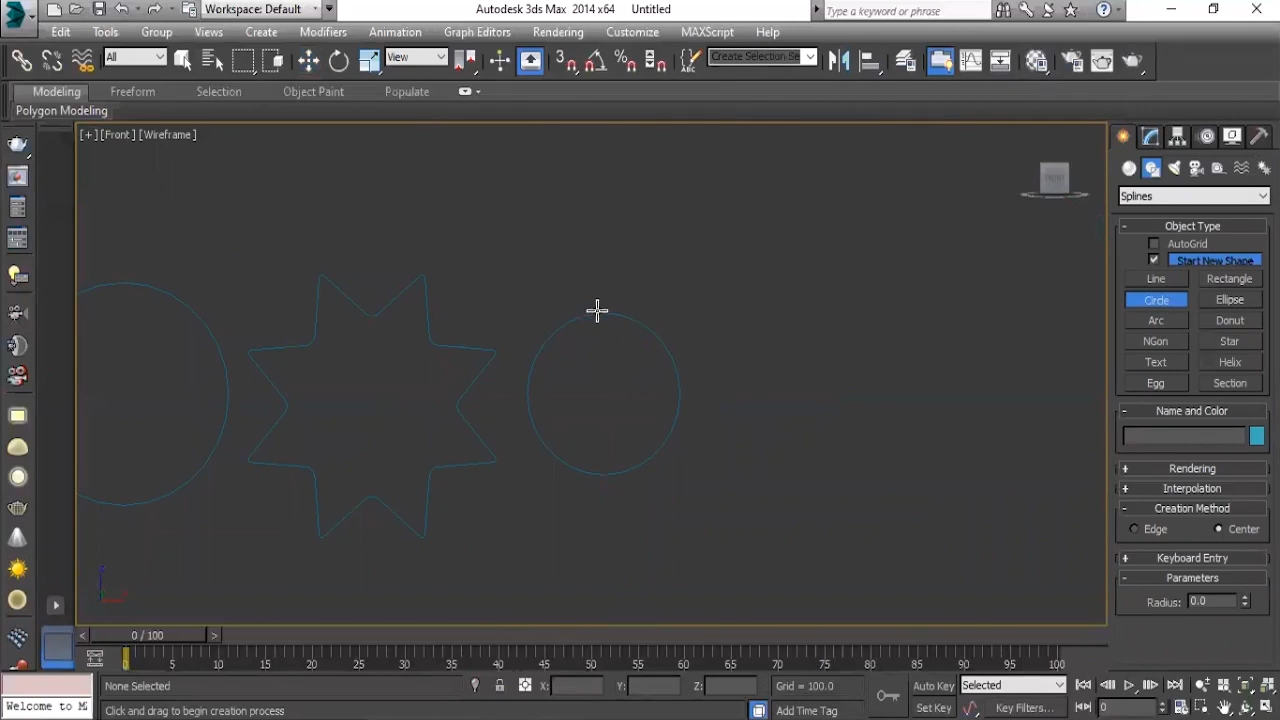 Workspace: Default
Autodesk 3ds Max 2014 x64
Untitled
Type a keyword or phrase
Edit Tools Group Views Create Modifiers Animation Graph Editors Rendering Customize MAXScript Help
All
View
3
Create Selection Se
Modeling Freeform Selection Object Paint Populate
Polygon Modeling
[+][Front][Wireframe]
FRONT
Splines
- Object Type
AutoGrid
Start New Shape
Line Rectangle
Circle Ellipse
Arc Donut
NGon Star
Text Helix
Egg Section
- Name and Color
+ Rendering
+ Interpolation
- Creation Method
Edge Center
+ Keyboard Entry
- Parameters
Radius: 0.0
< 0 / 100 >
0 5 10 15 20 25 30 35 40 45 50 55 60 65 70 75 80 85 90 95 100
None Selected
X: Y: Z:
Grid = 100.0
Auto Key
Selected
Welcome to M
Click and drag to begin creation process
Add Time Tag
Set Key
Key Filters...
0